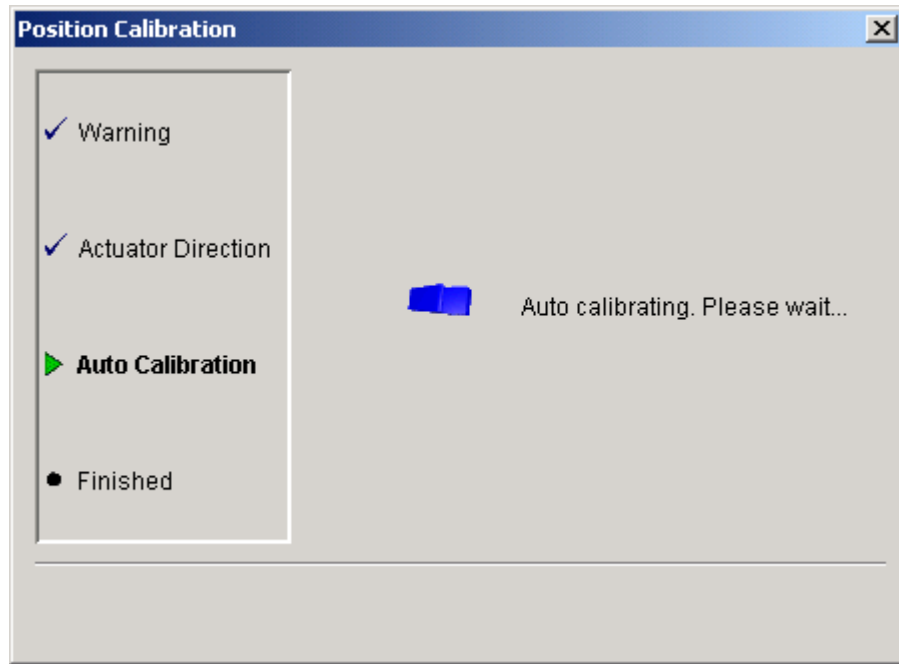 Position Calibration
Warning
Actuator Direction
Auto Calibration
Finished
Auto calibrating. Please wait...